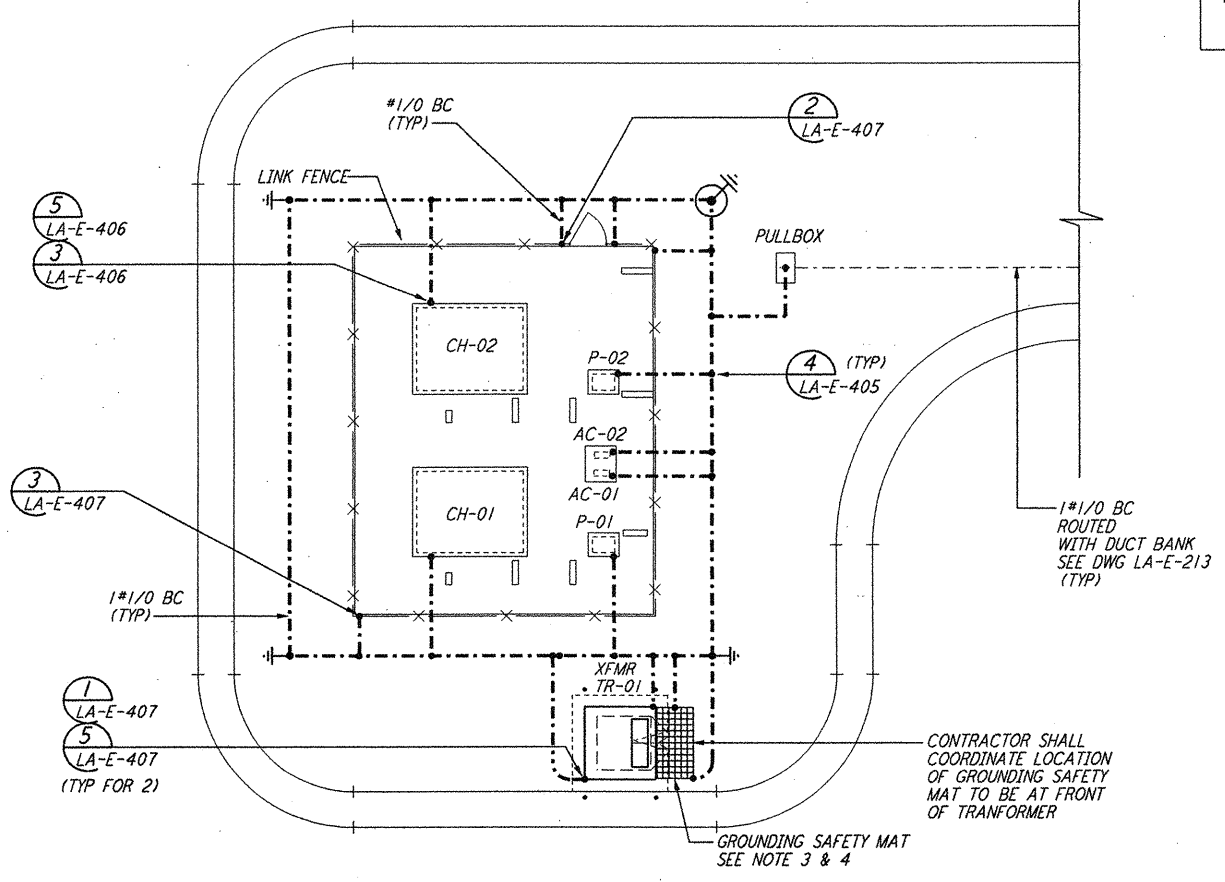 #1/0 BC
(TYP)
2
LA-E-407
LINK FENCE
5
LA-E-406
3
LA-E-406
PULLBOX
CH-02
P-02
4 (TYP)
LA-E-405
AC-02
3
LA-E-407
AC-01
CH-01
P-01
1#1/0 BC
ROUTED
WITH DUCT BANK
SEE DWG LA-E-213
(TYP)
1#1/0 BC
(TYP)
XFMR
TR-01
1
LA-E-407
5
LA-E-407
(TYP FOR 2)
CONTRACTOR SHALL
COORDINATE LOCATION
OF GROUNDING SAFETY
MAT TO BE AT FRONT
OF TRANFORMER
GROUNDING SAFETY MAT
SEE NOTE 3 & 4